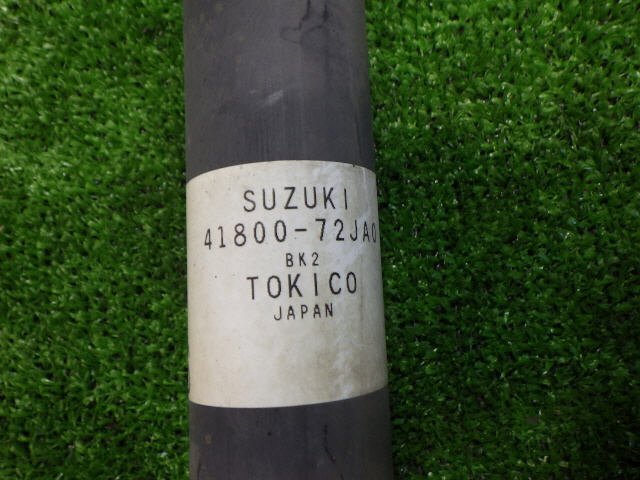 SUZUKI
41800-72JA0
BK2
TOKICO
JAPAN